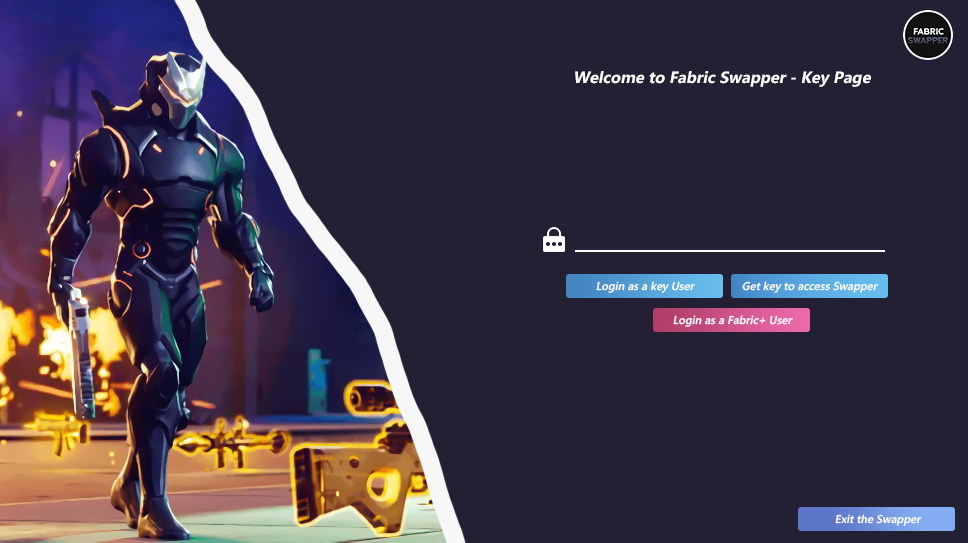 FABRIC
SWAPPER
Welcome to Fabric Swapper - Key Page
Login as a key User
Get key to access Swapper
Login as a Fabric+ User
Exit the Swapper